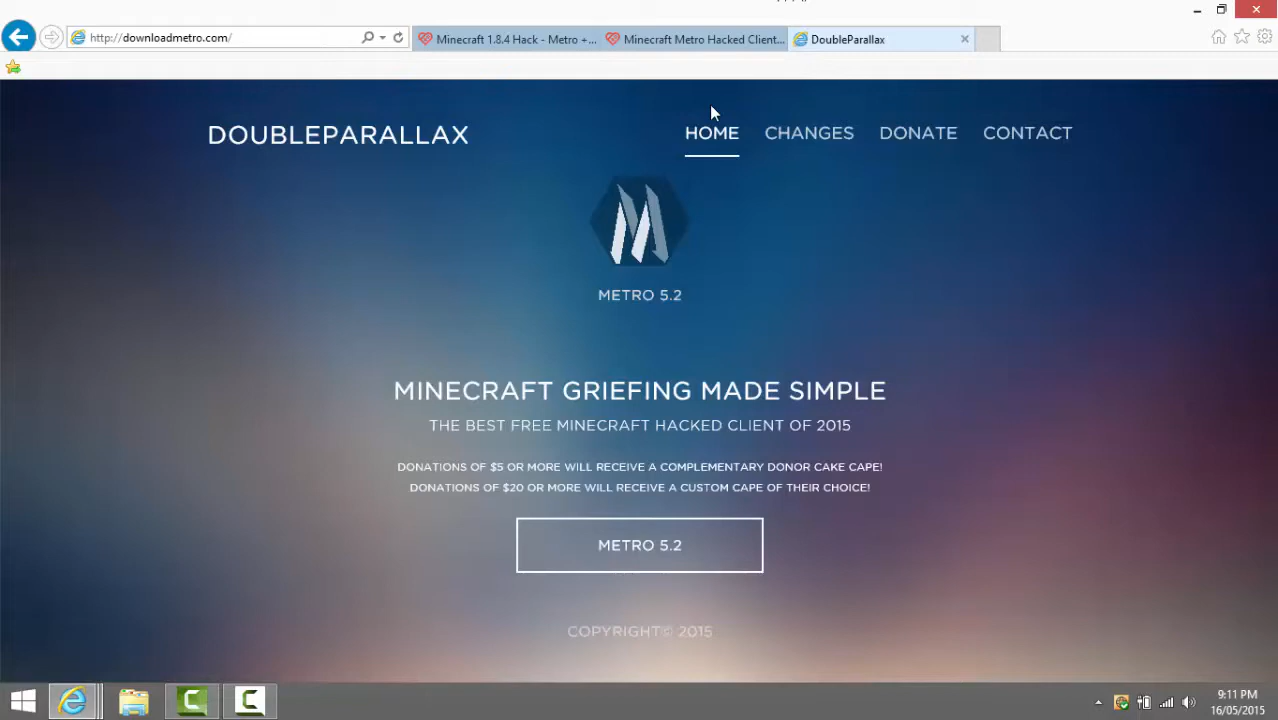 http://downloadmetro.com/
Minecraft 1.8.4 Hack - Metro +...
Minecraft Metro Hacked Client...
DoubleParallax
DOUBLEPARALLAX
HOME
CHANGES
DONATE
CONTACT
METRO 5.2
MINECRAFT GRIEFING MADE SIMPLE
THE BEST FREE MINECRAFT HACKED CLIENT OF 2015
DONATIONS OF $5 OR MORE WILL RECEIVE A COMPLEMENTARY DONOR CAKE CAPE!
DONATIONS OF $20 OR MORE WILL RECEIVE A CUSTOM CAPE OF THEIR CHOICE!
METRO 5.2
COPYRIGHT© 2015
9:11 PM
16/05/2015